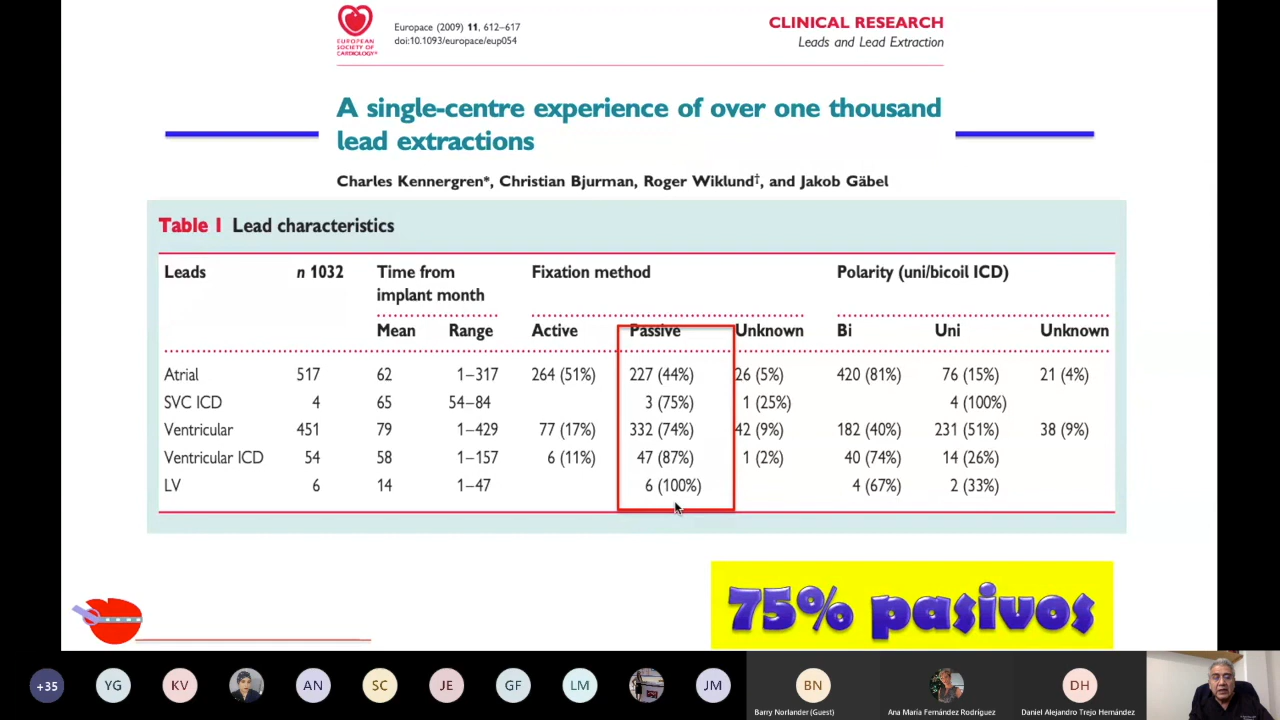 EUROPEAN
SOCIETY OF
CARDIOLOGY®
Europace (2009) 11, 612–617
doi:10.1093/europace/eup054
CLINICAL RESEARCH
Leads and Lead Extraction
A single-centre experience of over one thousand
lead extractions
Charles Kennergren*, Christian Bjurman, Roger Wiklund†, and Jakob Gäbel
Table 1 Lead characteristics
Leads n 1032 Time from implant month Fixation method Polarity (uni/bicoil ICD)
Mean Range Active Passive Unknown Bi Uni Unknown
Atrial 517 62 1–317 264 (51%) 227 (44%) 26 (5%) 420 (81%) 76 (15%) 21 (4%)
SVC ICD 4 65 54–84 3 (75%) 1 (25%) 4 (100%)
Ventricular 451 79 1–429 77 (17%) 332 (74%) 42 (9%) 182 (40%) 231 (51%) 38 (9%)
Ventricular ICD 54 58 1–157 6 (11%) 47 (87%) 1 (2%) 40 (74%) 14 (26%)
LV 6 14 1–47 6 (100%) 4 (67%) 2 (33%)
75% pasivos
+35 YG KV AN SC JE GF LM JM BN DH
Barry Norlander (Guest) Ana María Fernández Rodríguez Daniel Alejandro Trejo Hernández